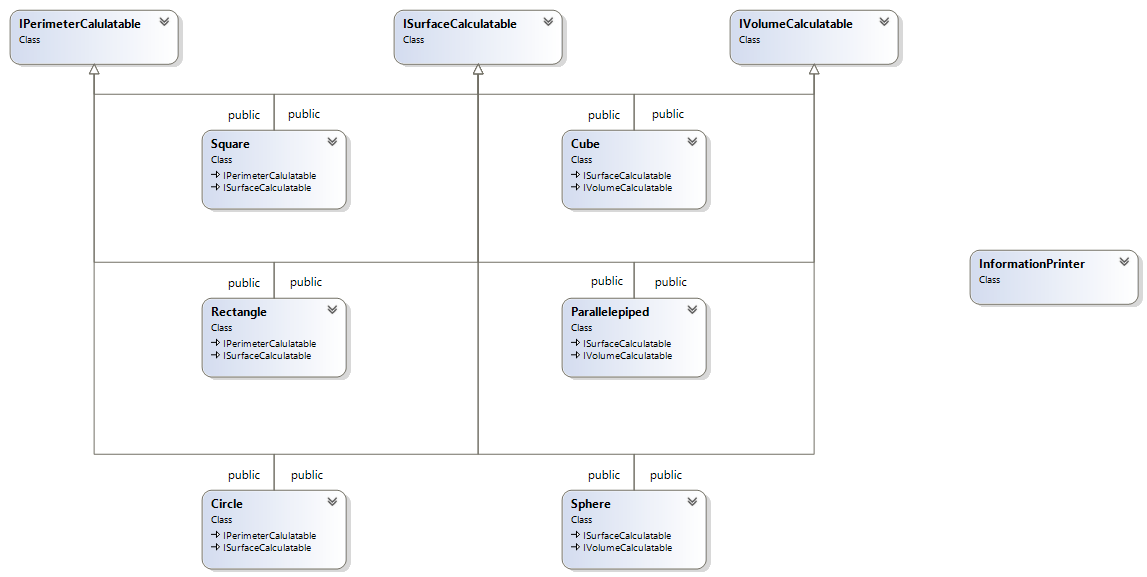 IPerimeterCalulatable
Class
ISurfaceCalculatable
Class
IVolumeCalculatable
Class
public public
public public
Square
Class
IPerimeterCalulatable
ISurfaceCalculatable
Cube
Class
ISurfaceCalculatable
IVolumeCalculatable
InformationPrinter
Class
public public
public public
Rectangle
Class
IPerimeterCalulatable
ISurfaceCalculatable
Parallelepiped
Class
ISurfaceCalculatable
IVolumeCalculatable
public public
public public
Circle
Class
IPerimeterCalulatable
ISurfaceCalculatable
Sphere
Class
ISurfaceCalculatable
IVolumeCalculatable